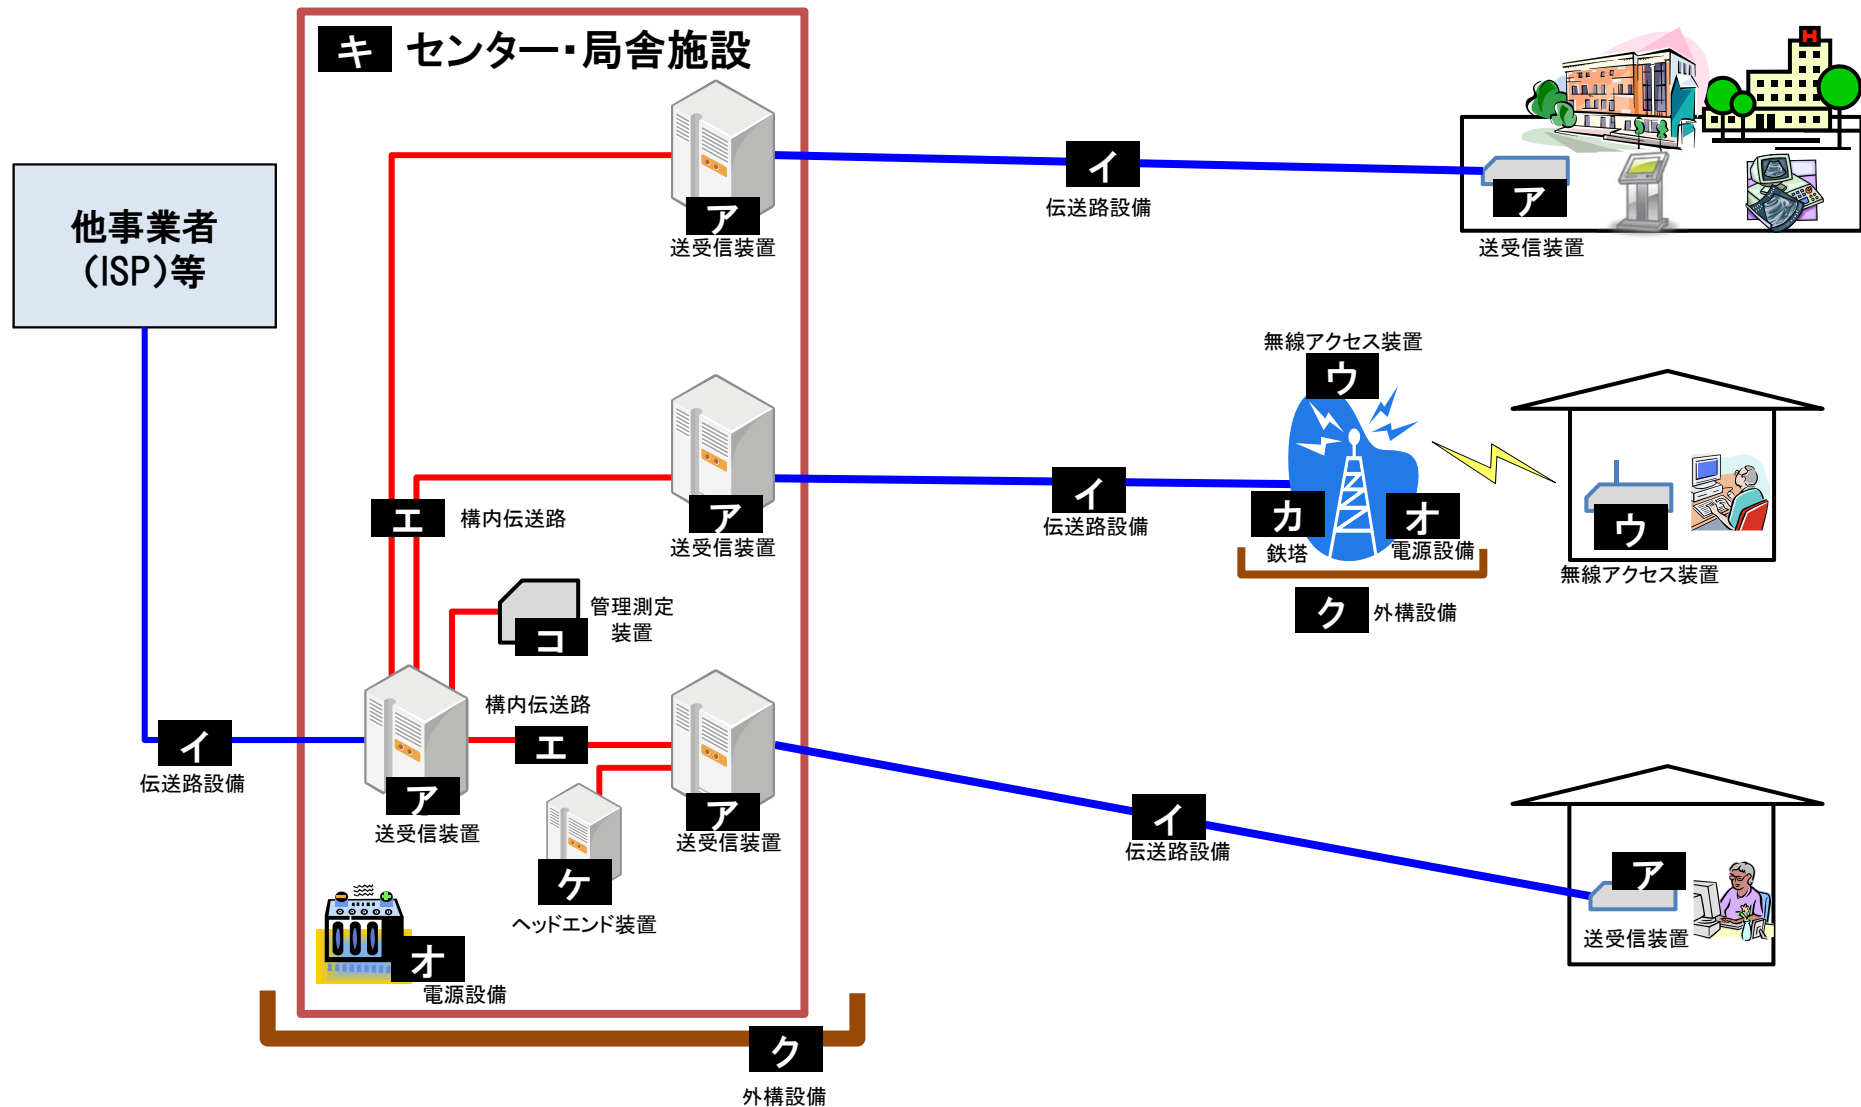 キ センター・局舎施設
他事業者
(ISP)等
ア
送受信装置
イ
伝送路設備
H
ア
送受信装置
無線アクセス装置
ウ
ア
送受信装置
イ
伝送路設備
カ
鉄塔
オ
電源設備
ク 外構設備
ウ
無線アクセス装置
エ 構内伝送路
コ
管理測定
装置
イ
伝送路設備
ア
送受信装置
構内伝送路
エ
ア
送受信装置
ケ
ヘッドエンド装置
イ
伝送路設備
ア
送受信装置
オ
電源設備
ク
外構設備